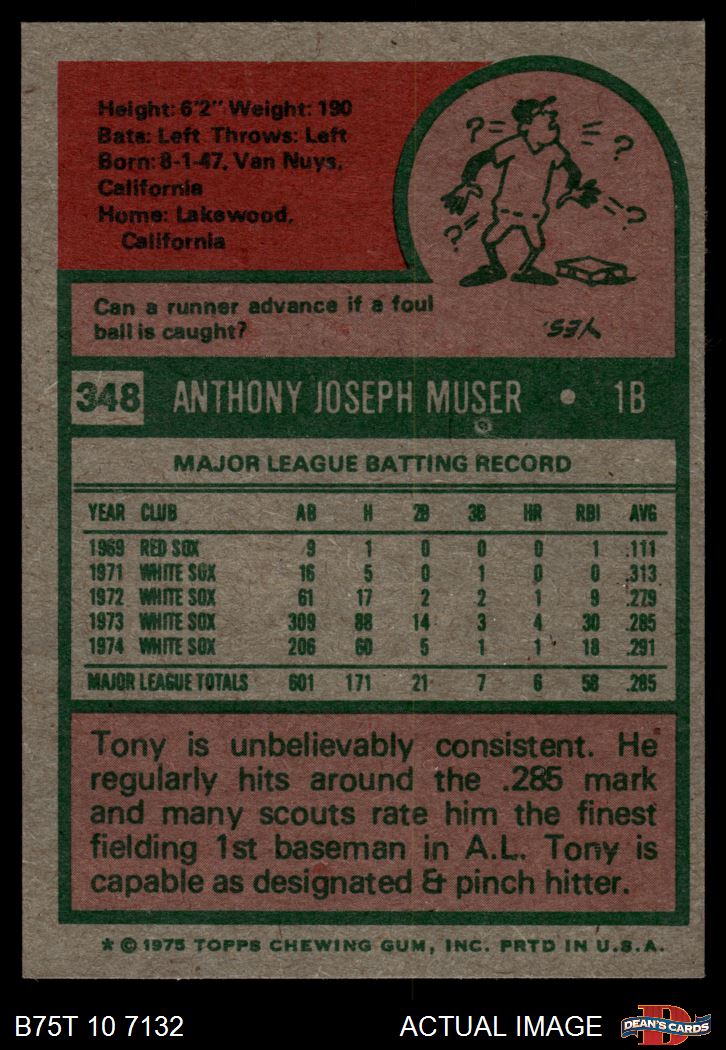 Height: 6'2" Weight: 190
Bats: Left Throws: Left
Born: 8-1-47, Van Nuys,
California
Home: Lakewood,
California
? = = ?
? = ?
Can a runner advance if a foul
ball is caught?
YES.
348 ANTHONY JOSEPH MUSER • 1B
MAJOR LEAGUE BATTING RECORD
YEAR CLUB AB H 2B 3B HR RBI AVG
1969 RED SOX 9 1 0 0 0 1 .111
1971 WHITE SOX 16 5 0 1 0 0 .313
1972 WHITE SOX 61 17 2 2 1 9 .279
1973 WHITE SOX 309 88 14 3 4 30 .285
1974 WHITE SOX 206 60 5 1 1 18 .291
MAJOR LEAGUE TOTALS 601 171 21 7 6 58 .285
Tony is unbelievably consistent. He
regularly hits around the .285 mark
and many scouts rate him the finest
fielding 1st baseman in A.L. Tony is
capable as designated & pinch hitter.
* © 1975 TOPPS CHEWING GUM, INC. PRTD IN U.S.A.
B75T 10 7132 ACTUAL IMAGE D DEAN'S CARDS